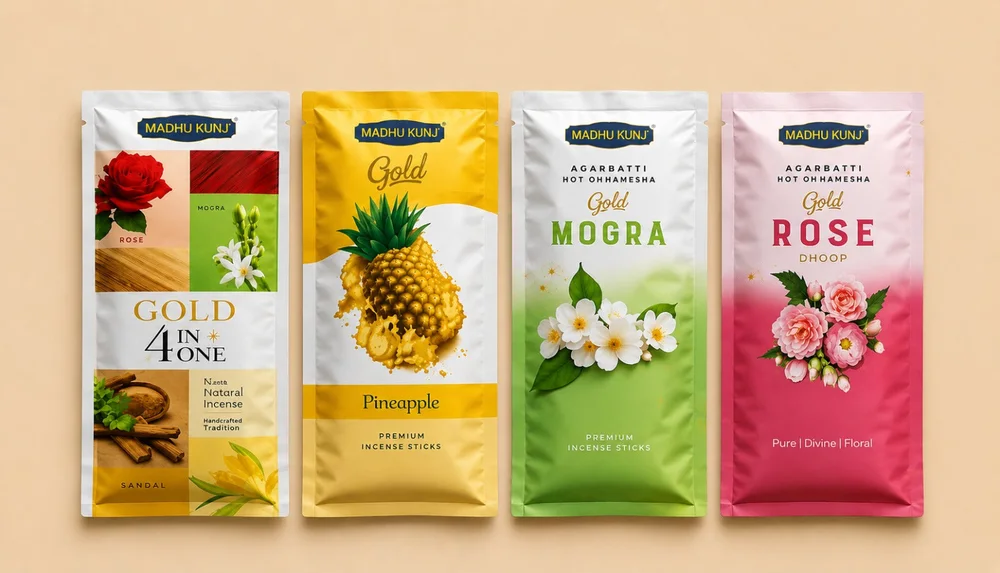 MADHU KUNJ®
ROSE
MOGRA
GOLD
4 IN ONE
Natural
Incense
Handcrafted
Tradition
SANDAL
MADHU KUNJ®
Gold
Pineapple
PREMIUM
INCENSE STICKS
MADHU KUNJ®
AGARBATTI
HOT OHHAMESHA
Gold
MOGRA
PREMIUM
INCENSE STICKS
MADHU KUNJ®
AGARBATTI
HOT OHHAMESHA
Gold
ROSE
DHOOP
Pure | Divine | Floral